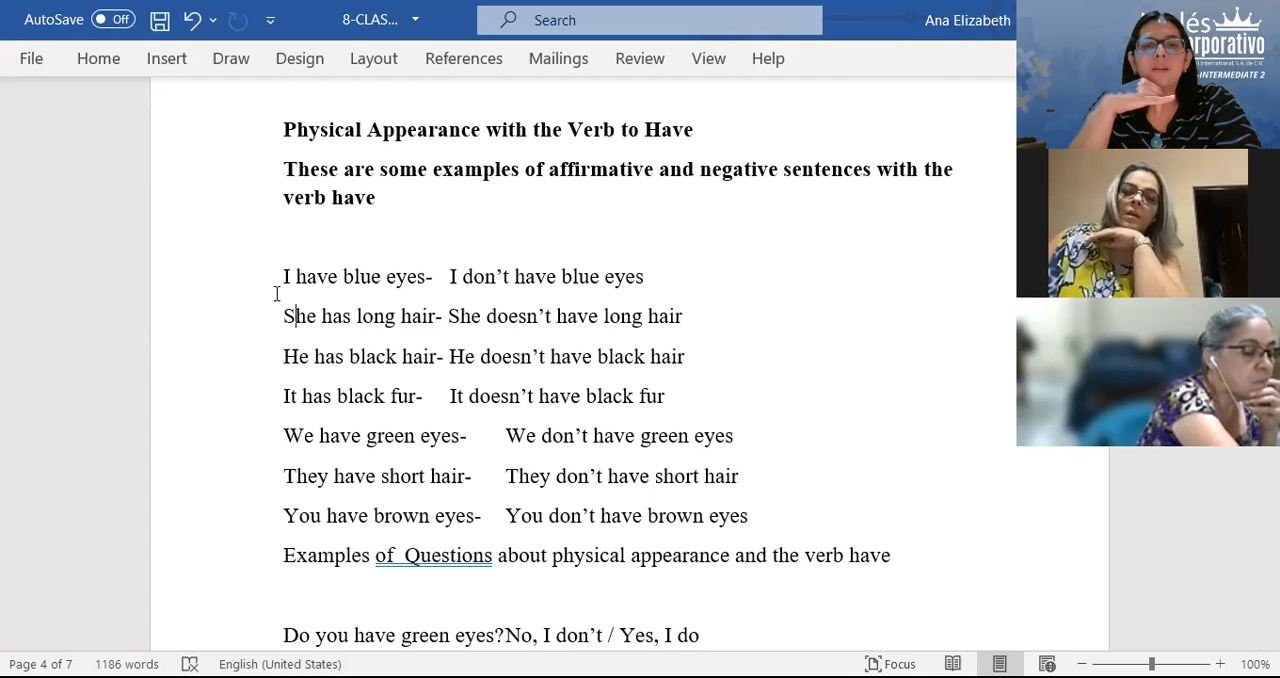 AutoSave Off 8-CLAS... Search Ana Elizabeth
File Home Insert Draw Design Layout References Mailings Review View Help
Physical Appearance with the Verb to Have
These are some examples of affirmative and negative sentences with the
verb have
I have blue eyes- I don’t have blue eyes
She has long hair- She doesn’t have long hair
He has black hair- He doesn’t have black hair
It has black fur- It doesn’t have black fur
We have green eyes- We don’t have green eyes
They have short hair- They don’t have short hair
You have brown eyes- You don’t have brown eyes
Examples of Questions about physical appearance and the verb have
Do you have green eyes?No, I don’t / Yes, I do
Page 4 of 7 1186 words English (United States) Focus 100%